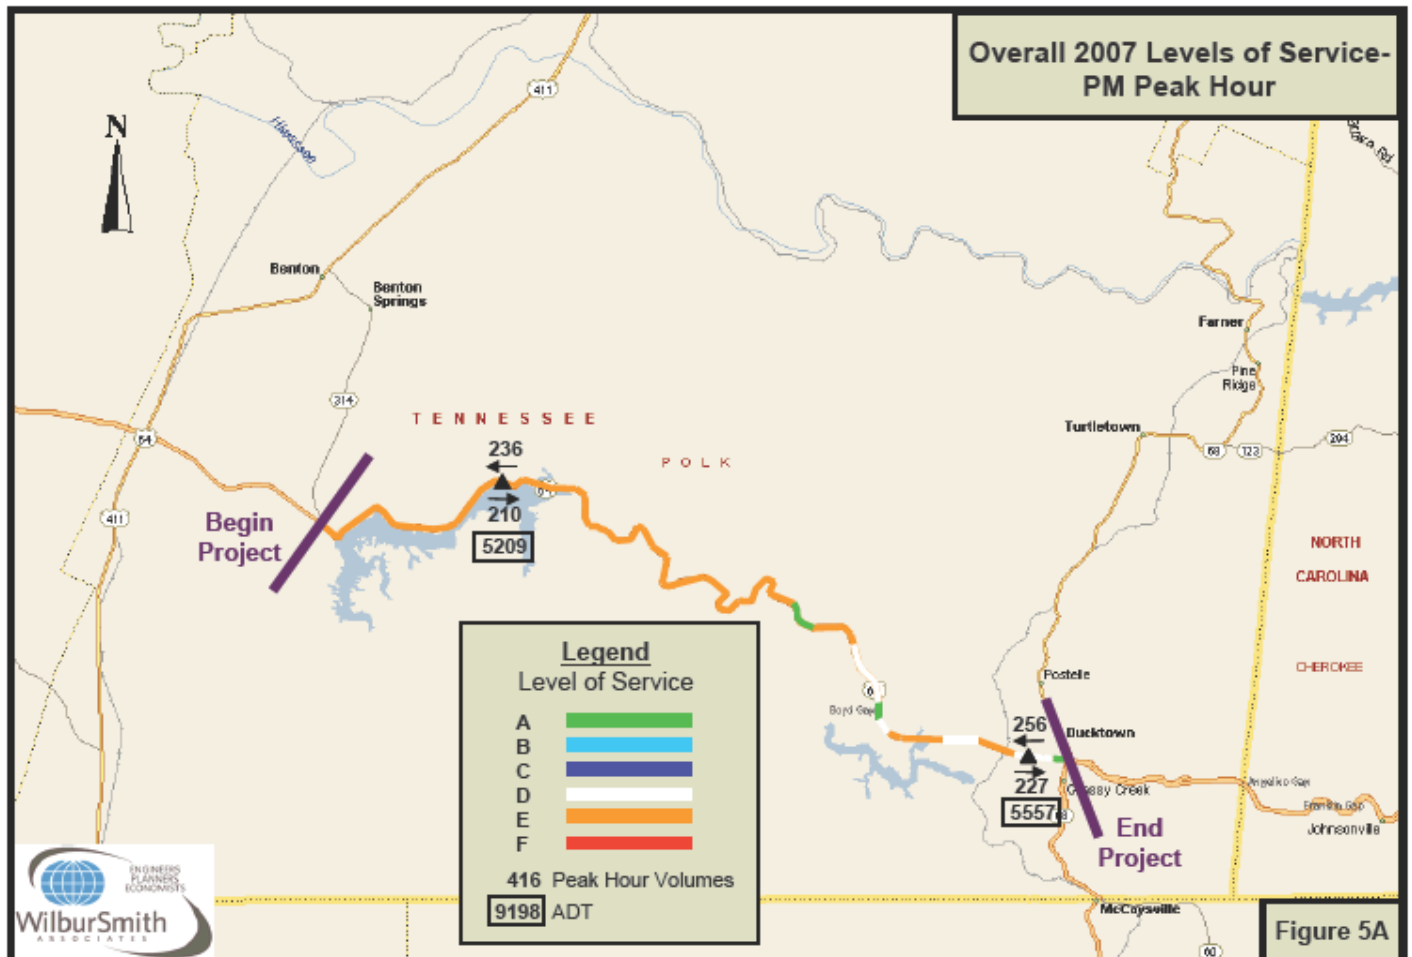 Overall 2007 Levels of Service-
PM Peak Hour
N
411
Benton
Benton
Springs
314
TENNESSEE
POLK
64
411
Begin
Project
236
210
5209
Farner
Pine
Ridge
Turtletown
68
123
294
NORTH
CAROLINA
CHEROKEE
Postelle
Ducktown
256
227
5557
End
Project
Johnsonville
McCaysville
60
Legend
Level of Service
A
B
C
D
E
F
416 Peak Hour Volumes
9198 ADT
ENGINEERS
PLANNERS
ECONOMISTS
WilburSmith
ASSOCIATES
Figure 5A